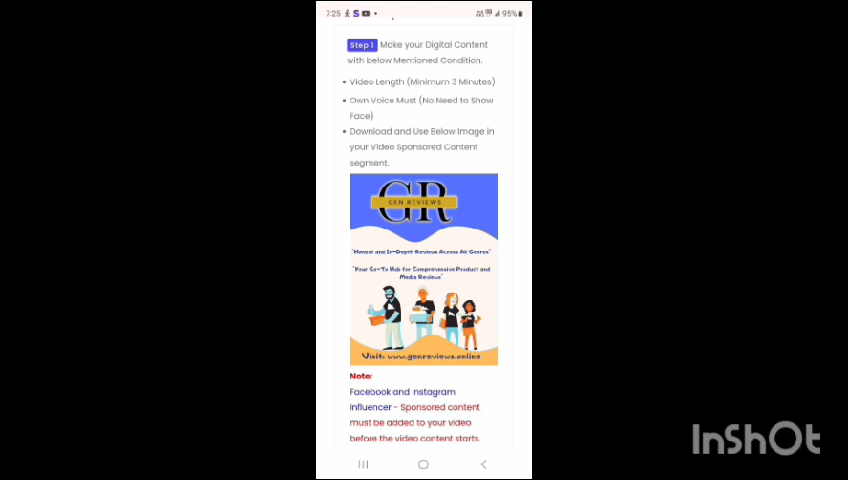 7:25 S 95%
Step 1 Make your Digital Content
with below Mentioned Condition.
• Video Length (Minimum 3 Minutes)
• Own Voice Must (No Need to Show
Face)
• Download and Use Below Image in
your Video Sponsored Content
segment.
GR
GEN REVIEWS
"Honest and In-Depth Reviews Across All Genres"
"Your Go-To Hub for Comprehensive Product and
Media Reviews"
Visit: www.genreviews.online
Note:
Facebook and Instagram
Influencer - Sponsored content
must be added to your video
before the video content starts.
InShOt